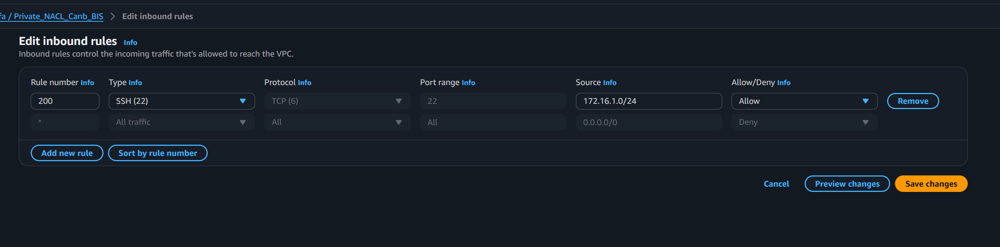 fa / Private_NACL_Canb_BIS > Edit inbound rules
Edit inbound rules Info
Inbound rules control the incoming traffic that's allowed to reach the VPC.
Rule number Info Type Info Protocol Info Port range Info Source Info Allow/Deny Info
200 SSH (22) TCP (6) 22 172.16.1.0/24 Allow Remove
* All traffic All All 0.0.0.0/0 Deny
Add new rule Sort by rule number
Cancel Preview changes Save changes